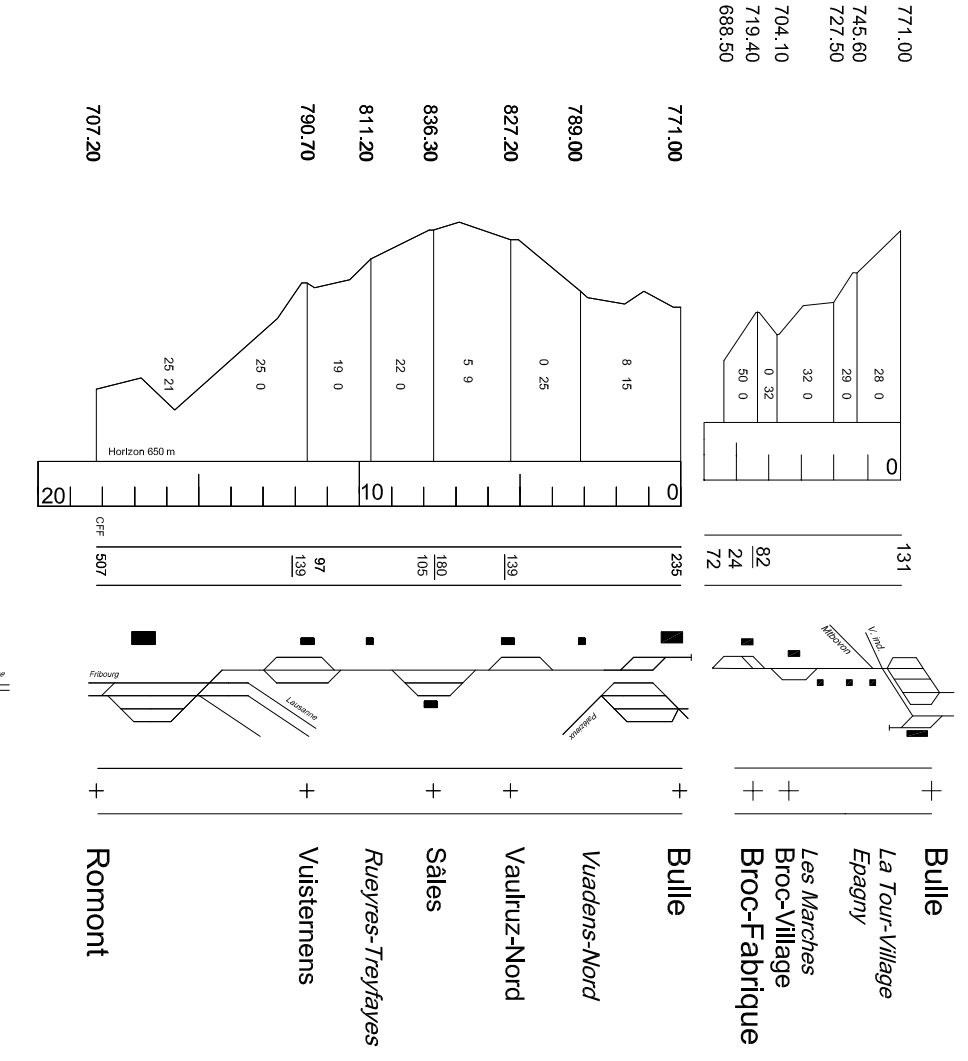 771.00
745.60
727.50
704.10
719.40
688.50
771.00
789.00
827.20
836.30
811.20
790.70
707.20
28 0
29 0
32 0
0 32
50 0
8 15
0 25
5 9
22 0
19 0
25 0
25 21
Horizon 650 m
0
0
10
20
CFF
131
82
24
72
235
139
180
105
97
139
507
V. ind.
Mtbovon
Palézieux
Lausanne
Fribourg
Bulle
La Tour-Village
Epagny
Les Marches
Broc-Village
Broc-Fabrique
Bulle
Vuadens-Nord
Vaulruz-Nord
Sâles
Rueyres-Treyfayes
Vuisternens
Romont